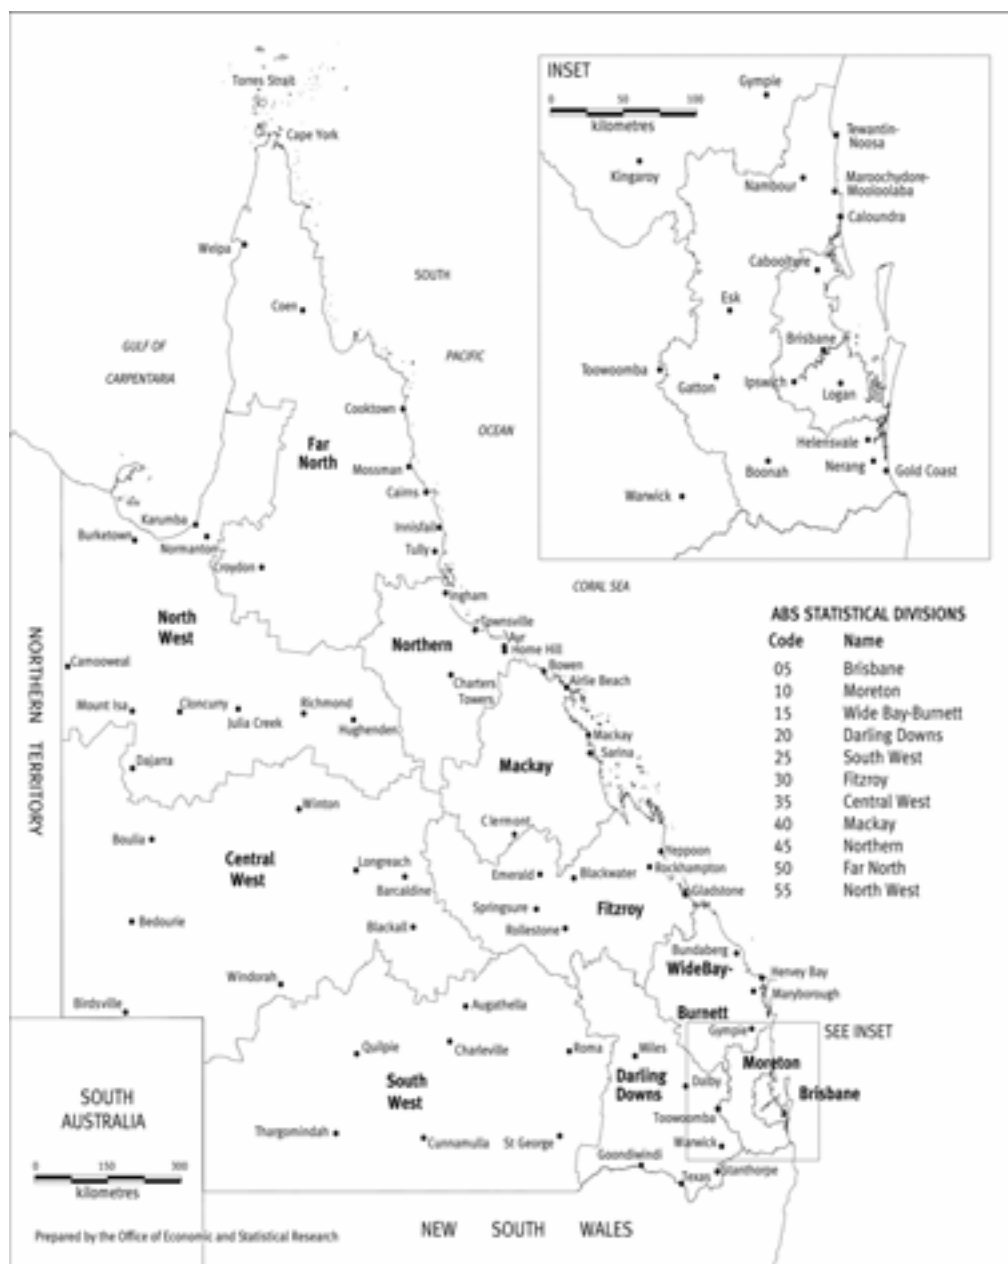 Torres Strait
Cape York
Weipa
SOUTH
Coen
GULF OF
CARPENTARIA
PACIFIC
Cooktown
OCEAN
Far
North
Mossman
Cairns
Karumba
Innisfail
Burketown
Normanton
Tully
Croydon
CORAL SEA
Ingham
North
West
Townsville
Northern
Ayr
Home Hill
Camooweal
Bowen
Charters
Towers
Airlie Beach
Mount Isa
Cloncurry
Julia Creek
Richmond
Hughenden
Mackay
Sarina
Dajarra
Mackay
Winton
Clermont
Boulia
Yeppoon
Central
West
Longreach
Barcaldine
Emerald
Blackwater
Rockhampton
Gladstone
Springsure
Fitzroy
Bedourie
Blackall
Rollestone
Bundaberg
WideBay-
Burnett
Windorah
Hervey Bay
Maryborough
Birdsville
Augathella
Gympie
SEE INSET
Quilpie
Charleville
Roma
Miles
Moreton
South
West
Darling
Downs
Dalby
Brisbane
Toowoomba
Thargomindah
Cunnamulla
St George
Warwick
Goondiwindi
Stanthorpe
Texas
NORTHERN TERRITORY
SOUTH
AUSTRALIA
0 150 300
kilometres
NEW SOUTH WALES
Prepared by the Office of Economic and Statistical Research
INSET
0 50 100
kilometres
Gympie
Tewantin-
Noosa
Kingaroy
Nambour
Maroochydore-
Mooloolaba
Caloundra
Caboolture
Esk
Brisbane
Toowoomba
Gatton
Ipswich
Logan
Helensvale
Boonah
Nerang
Gold Coast
Warwick
ABS STATISTICAL DIVISIONS
Code Name
05 Brisbane
10 Moreton
15 Wide Bay-Burnett
20 Darling Downs
25 South West
30 Fitzroy
35 Central West
40 Mackay
45 Northern
50 Far North
55 North West